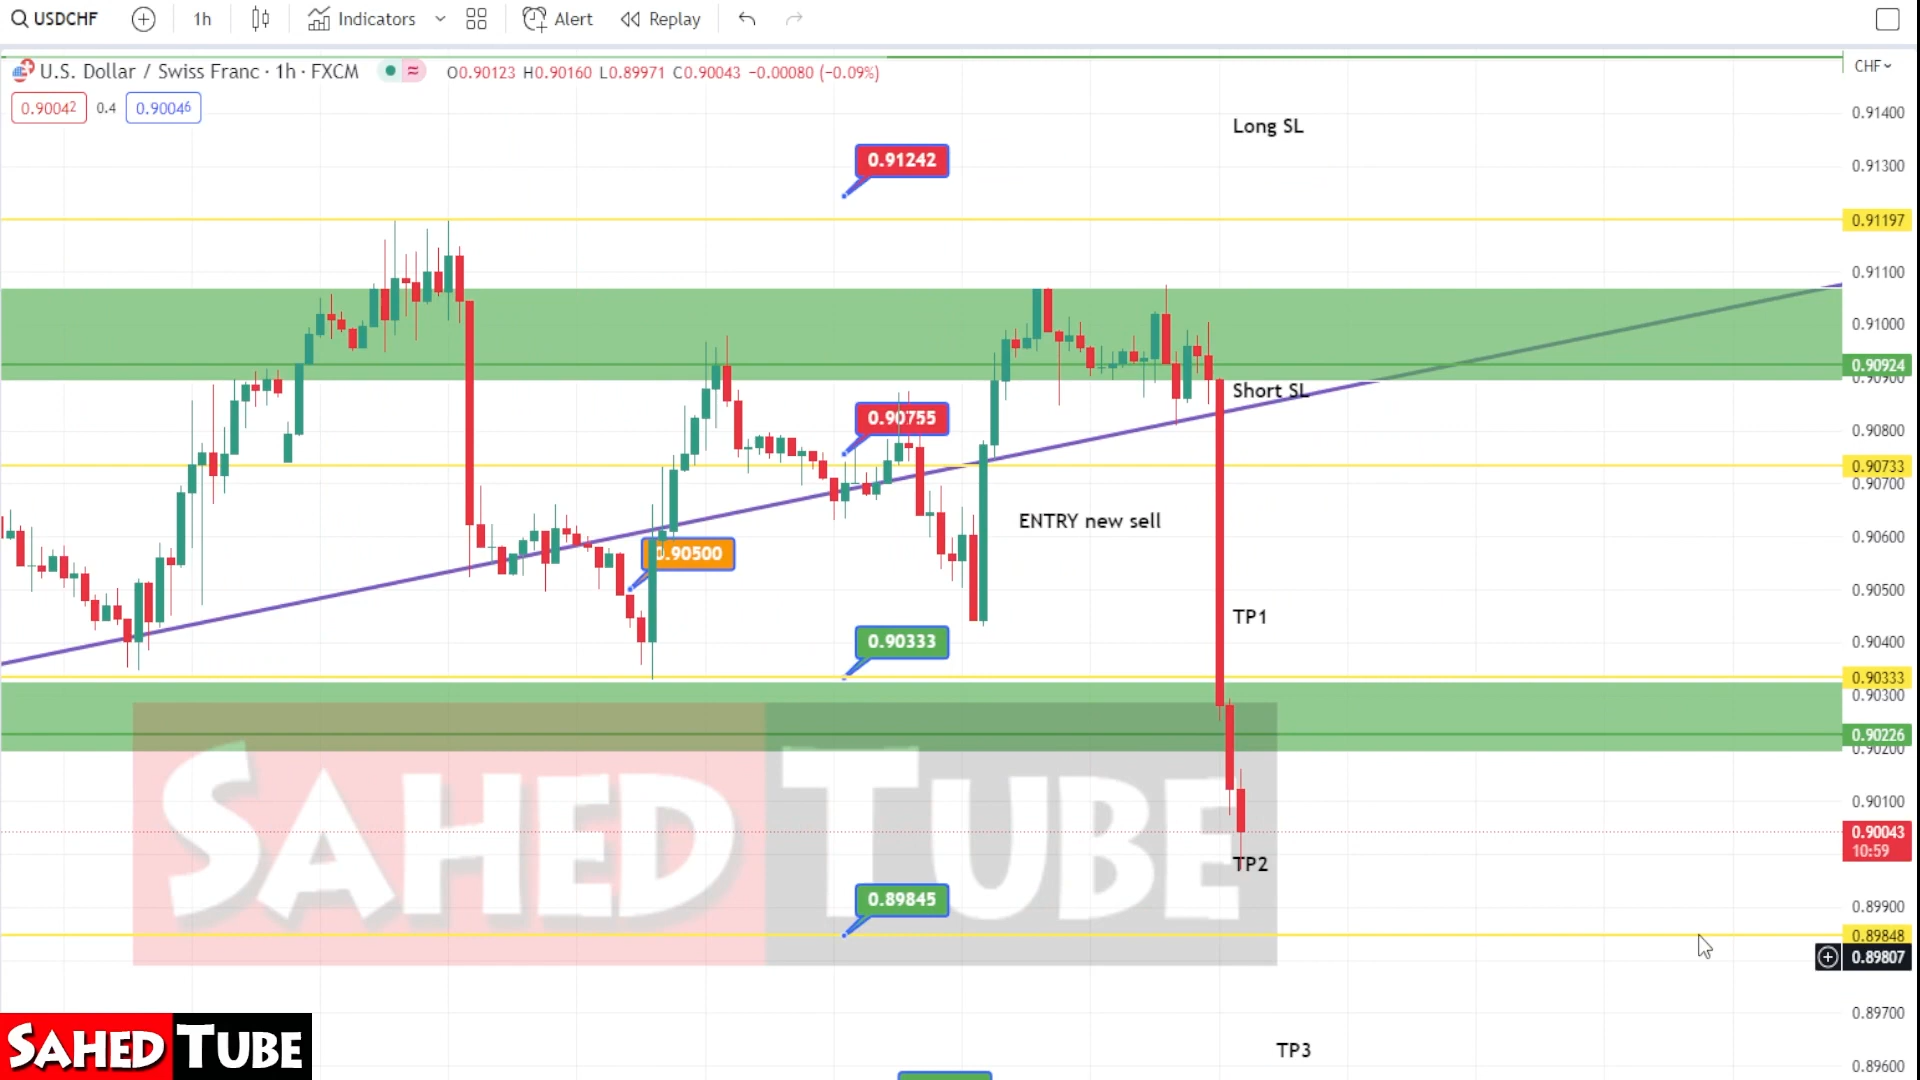 USDCHF 1h Indicators Alert Replay
U.S. Dollar / Swiss Franc · 1h · FXCM O0.90123 H0.90160 L0.89971 C0.90043 −0.00080 (−0.09%)
CHF
0.90042 0.4 0.90046
0.91400
Long SL
0.91242
0.91300
0.91197
0.91100
0.91000
0.90924
0.90900
Short SL
0.90755
0.90800
0.90733
0.90700
ENTRY new sell
0.90600
0.90500
0.90500
TP1
0.90333
0.90400
0.90333
0.90300
0.90226
0.90200
SAHED TUBE
0.90100
0.90043
10:59
TP2
0.89845
0.89900
0.89848
0.89807
0.89700
SAHED TUBE
TP3
0.89600